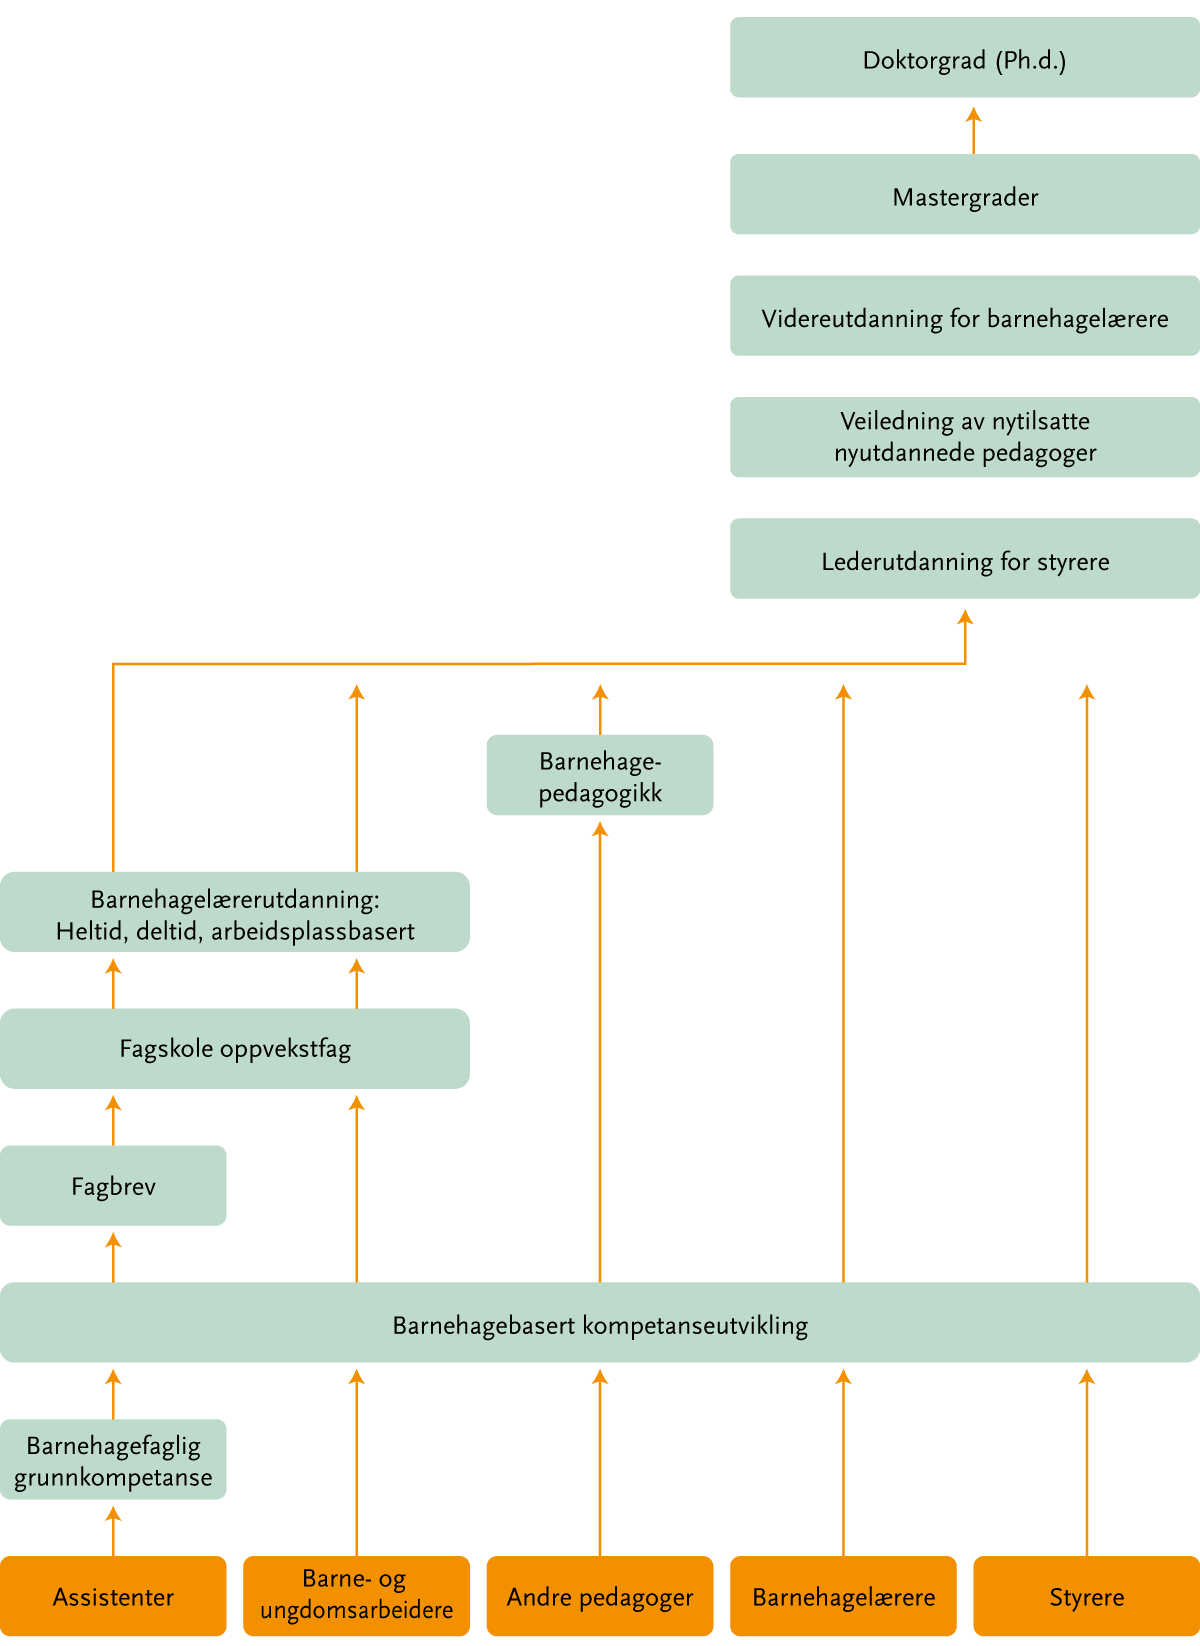 Doktorgrad (Ph.d.)
Mastergrader
Videreutdanning for barnehagelærere
Veiledning av nytilsatte
nyutdannede pedagoger
Lederutdanning for styrere
Barnehage-
pedagogikk
Barnehagelærerutdanning:
Heltid, deltid, arbeidsplassbasert
Fagskole oppvekstfag
Fagbrev
Barnehagebasert kompetanseutvikling
Barnehagefaglig
grunnkompetanse
Assistenter
Barne- og
ungdomsarbeidere
Andre pedagoger
Barnehagelærere
Styrere